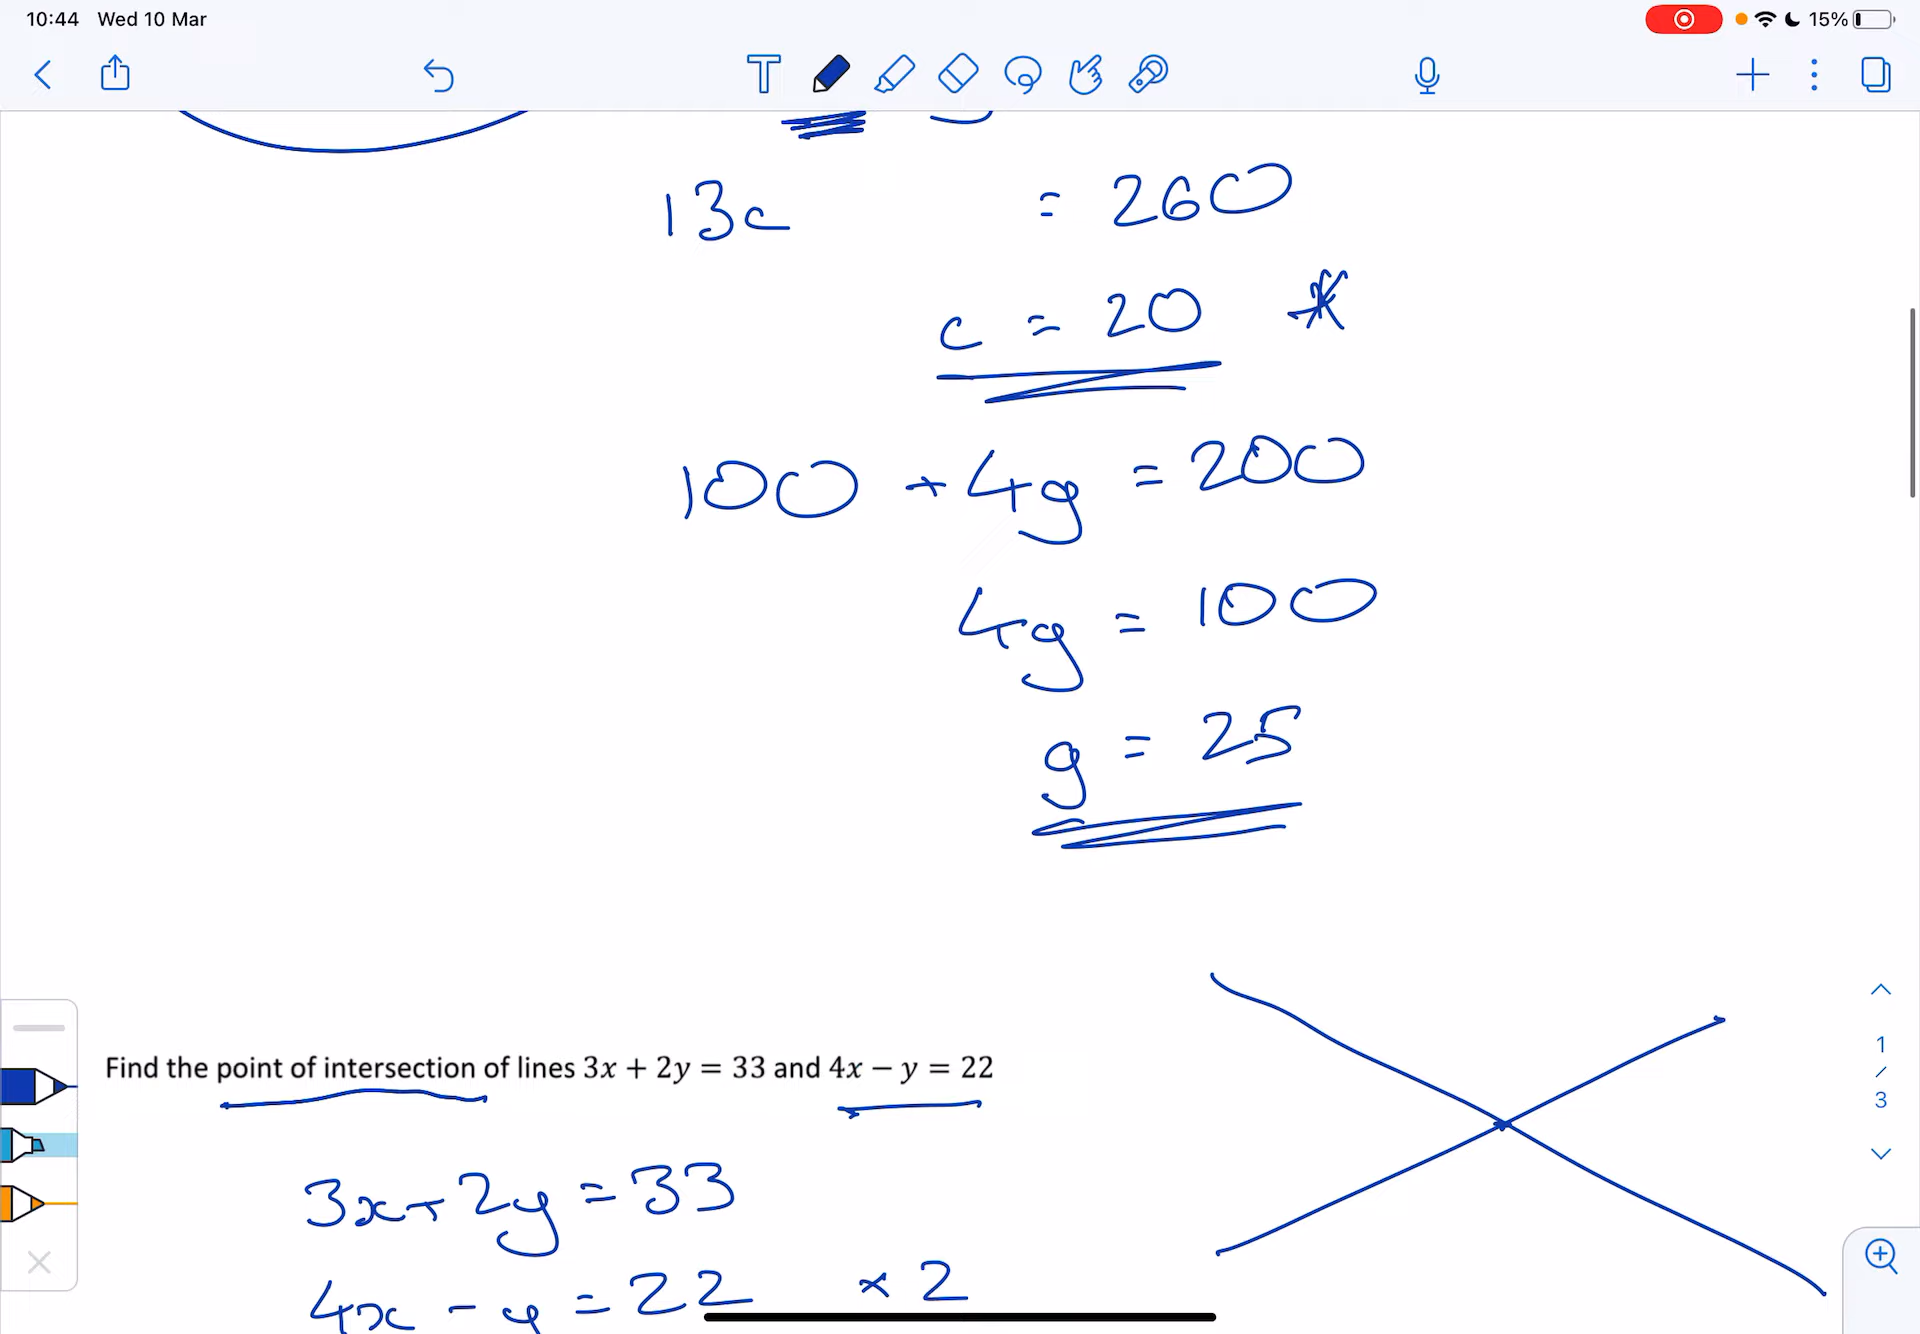 10:44 Wed 10 Mar 15%
T
13c = 260
c = 20 *
100 + 4g = 200
4g = 100
g = 25
Find the point of intersection of lines 3x + 2y = 33 and 4x − y = 22
3x + 2y = 33
4x - y = 22 × 2
1
/
3